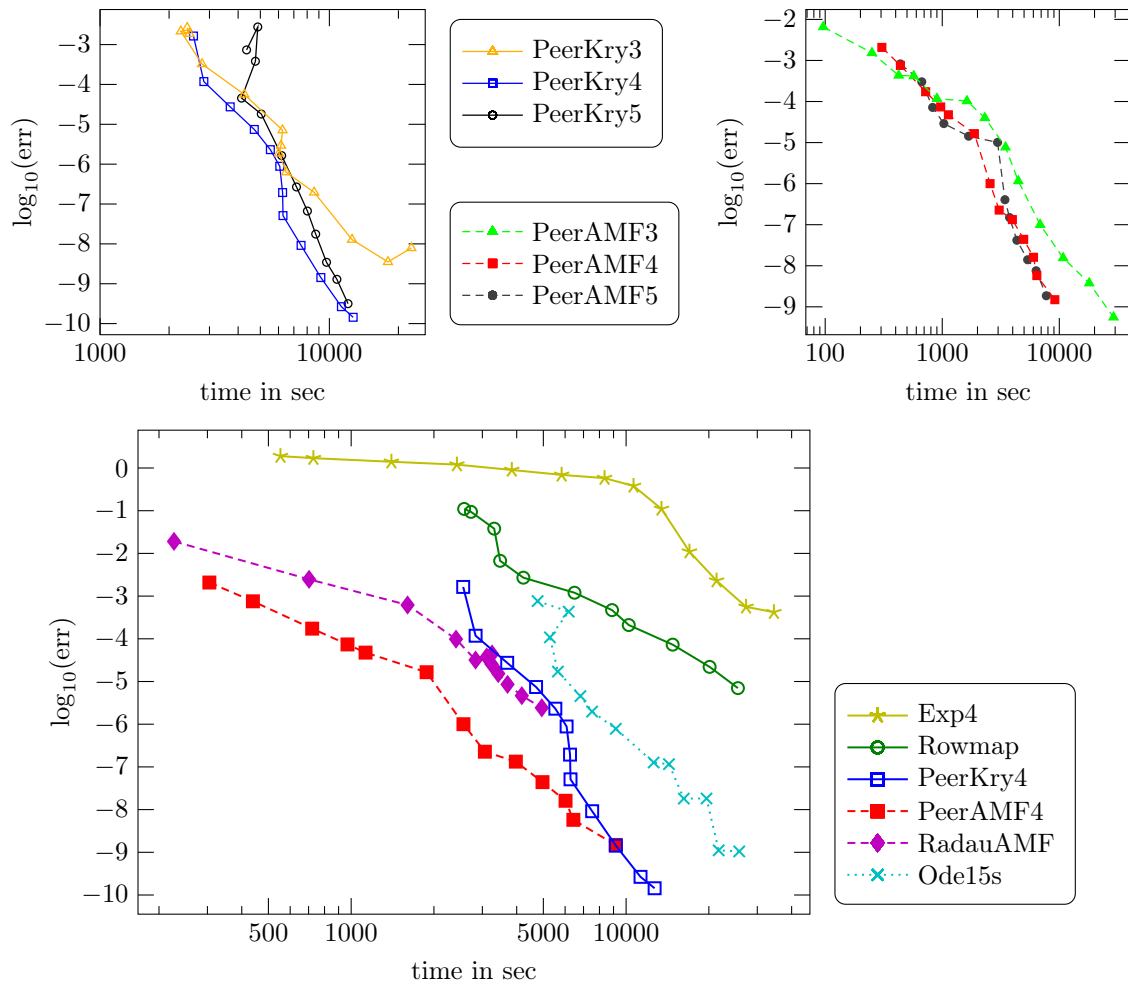 −3
−4
−5
−6
−7
−8
−9
−10
1000
10000
time in sec
log₁₀(err)
PeerKry3
PeerKry4
PeerKry5
PeerAMF3
PeerAMF4
PeerAMF5
−2
−3
−4
−5
−6
−7
−8
−9
100
1000
10000
time in sec
log₁₀(err)
0
−1
−2
−3
−4
−5
−6
−7
−8
−9
−10
500
1000
5000
10000
time in sec
log₁₀(err)
Exp4
Rowmap
PeerKry4
PeerAMF4
RadauAMF
Ode15s